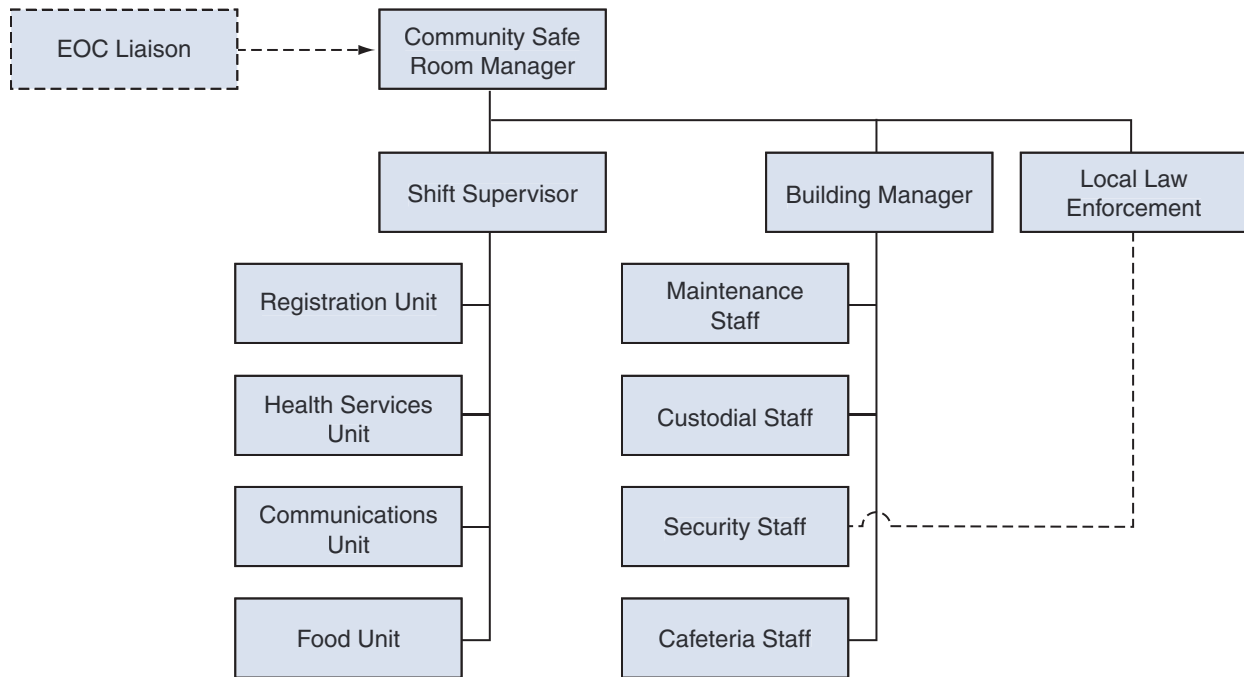 EOC Liaison
Community Safe
Room Manager
Shift Supervisor
Building Manager
Local Law
Enforcement
Registration Unit
Maintenance
Staff
Health Services
Unit
Custodial Staff
Communications
Unit
Security Staff
Food Unit
Cafeteria Staff